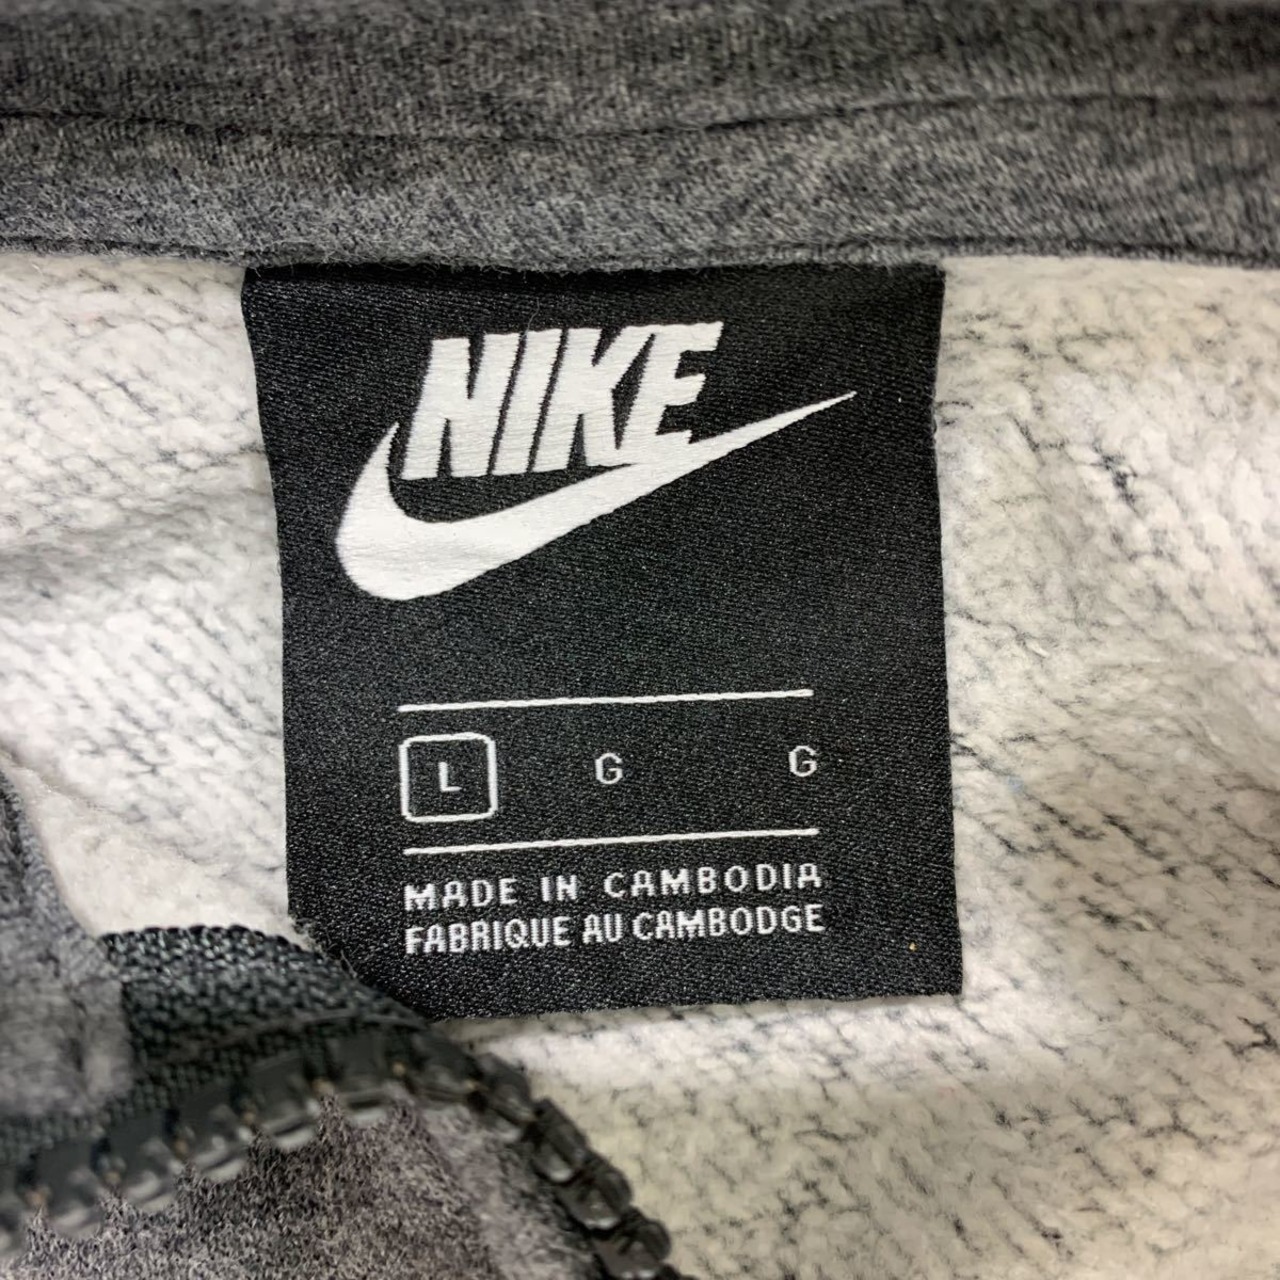 NIKE
L G G
MADE IN CAMBODIA
FABRIQUE AU CAMBODGE